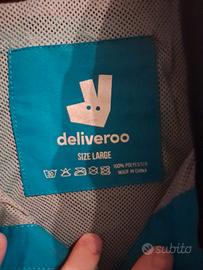 deliveroo
SIZE LARGE
100% POLYESTER
MADE IN CHINA
subito